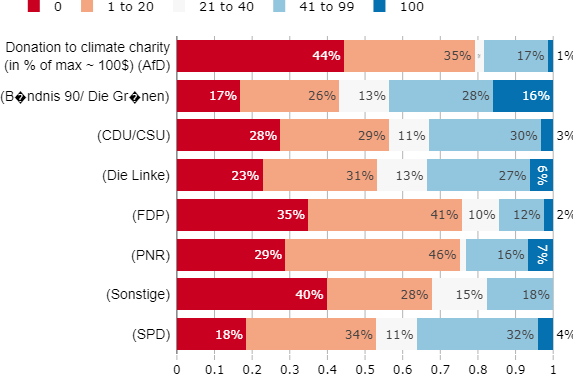 0 1 to 20 21 to 40 41 to 99 100
Donation to climate charity
(in % of max ~ 100$) (AfD) 44% 35% 17% 1%
(B�ndnis 90/ Die Gr�nen) 17% 26% 13% 28% 16%
(CDU/CSU) 28% 29% 11% 30% 3%
(Die Linke) 23% 31% 13% 27% 6%
(FDP) 35% 41% 10% 12% 2%
(PNR) 29% 46% 16% 7%
(Sonstige) 40% 28% 15% 18%
(SPD) 18% 34% 11% 32% 4%
0 0.1 0.2 0.3 0.4 0.5 0.6 0.7 0.8 0.9 1